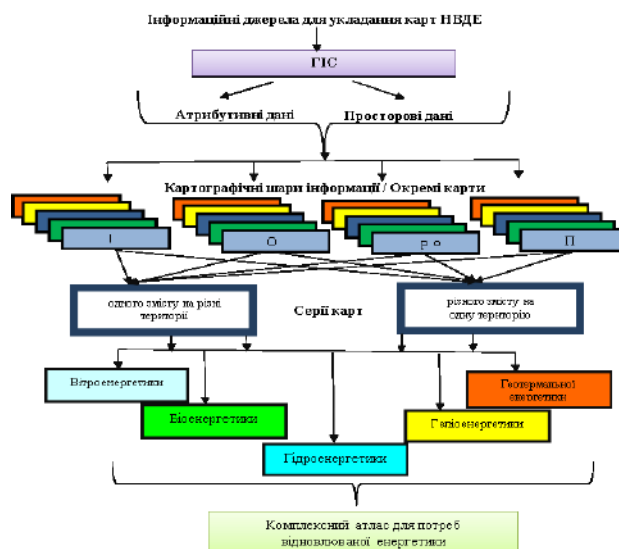 Інформаційні джерела для укладання карт НВДЕ
ГІС
Атрибутивні дані
Просторові дані
Картографічні шари інформації / Окремі карти
І
О
р о
П
одного змісту на різні
території
Серії карт
різного змісту на
одну територію
Вітроенергетики
Геотермальної
енергетики
Біоенергетики
Геліоенергетики
Гідроенергетики
Комплексний атлас для потреб
відновлюваної енергетики